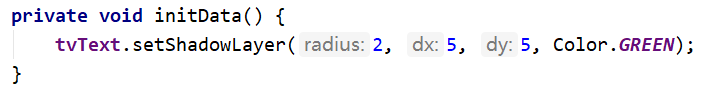 private void initData() {
    tvText.setShadowLayer( radius: 2, dx: 5, dy: 5, Color.GREEN);
}